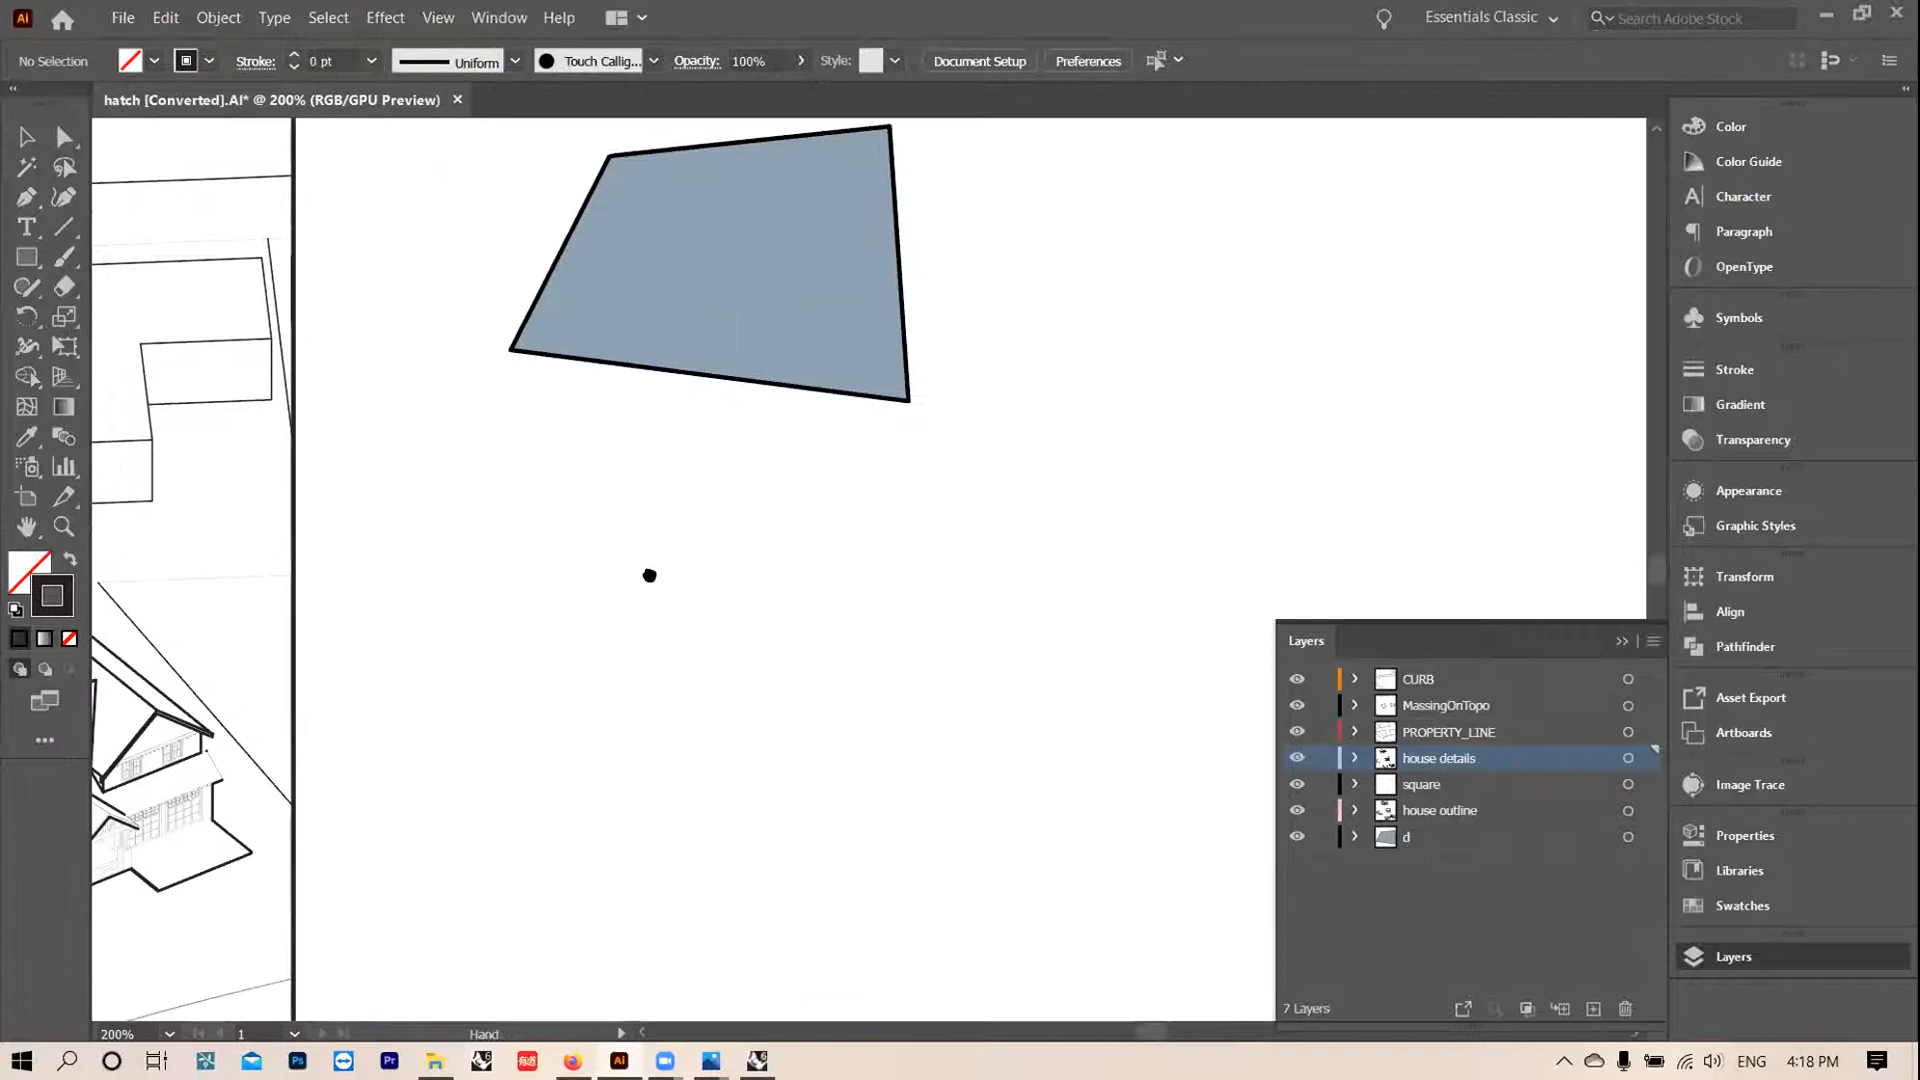 Ai File Edit Object Type Select Effect View Window Help Essentials Classic Search Adobe Stock
No Selection Stroke: 0 pt Uniform Touch Callig... Opacity: 100% Style: Document Setup Preferences
hatch [Converted].AI* @ 200% (RGB/GPU Preview)
Color
Color Guide
Character
Paragraph
OpenType
Symbols
Stroke
Gradient
Transparency
Appearance
Graphic Styles
Transform
Align
Pathfinder
Asset Export
Artboards
Image Trace
Properties
Libraries
Swatches
Layers
Layers
CURB
MassingOnTopo
PROPERTY_LINE
house details
square
house outline
d
7 Layers
200% 1 Hand
Ps Pr Ai ENG 4:18 PM